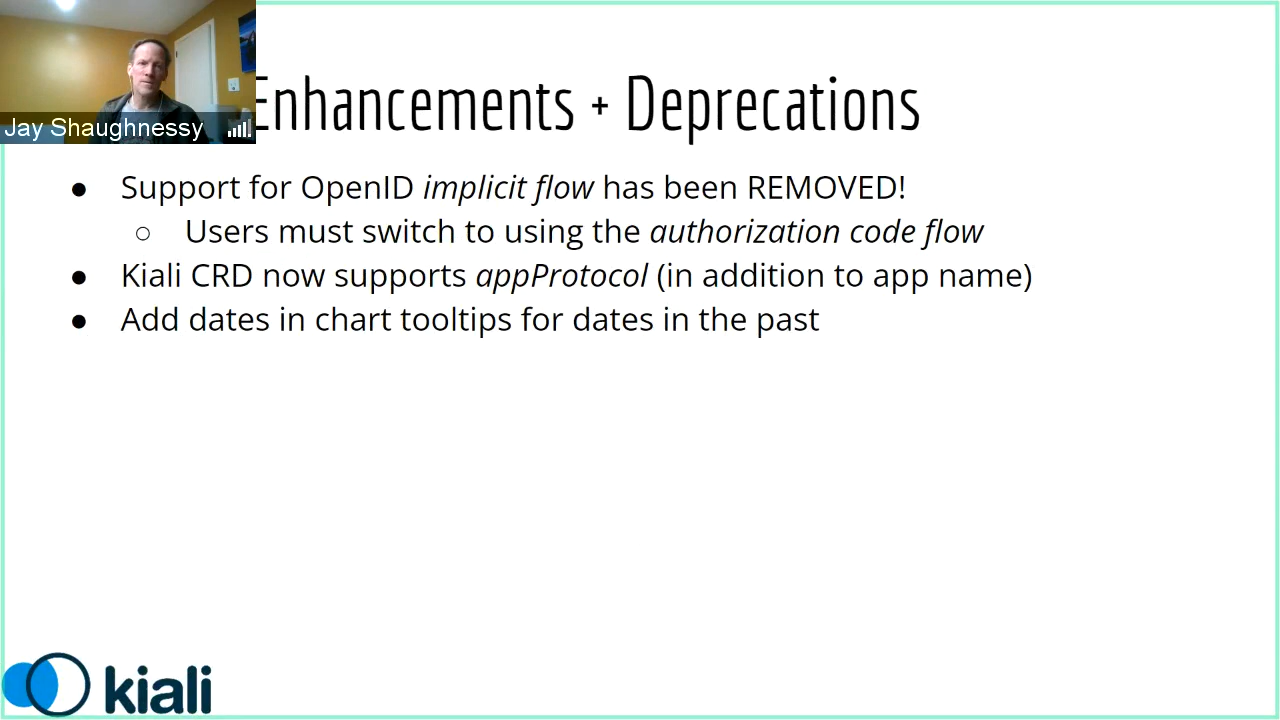 Jay Shaughnessy
Enhancements + Deprecations
● Support for OpenID implicit flow has been REMOVED!
○ Users must switch to using the authorization code flow
● Kiali CRD now supports appProtocol (in addition to app name)
● Add dates in chart tooltips for dates in the past
kiali